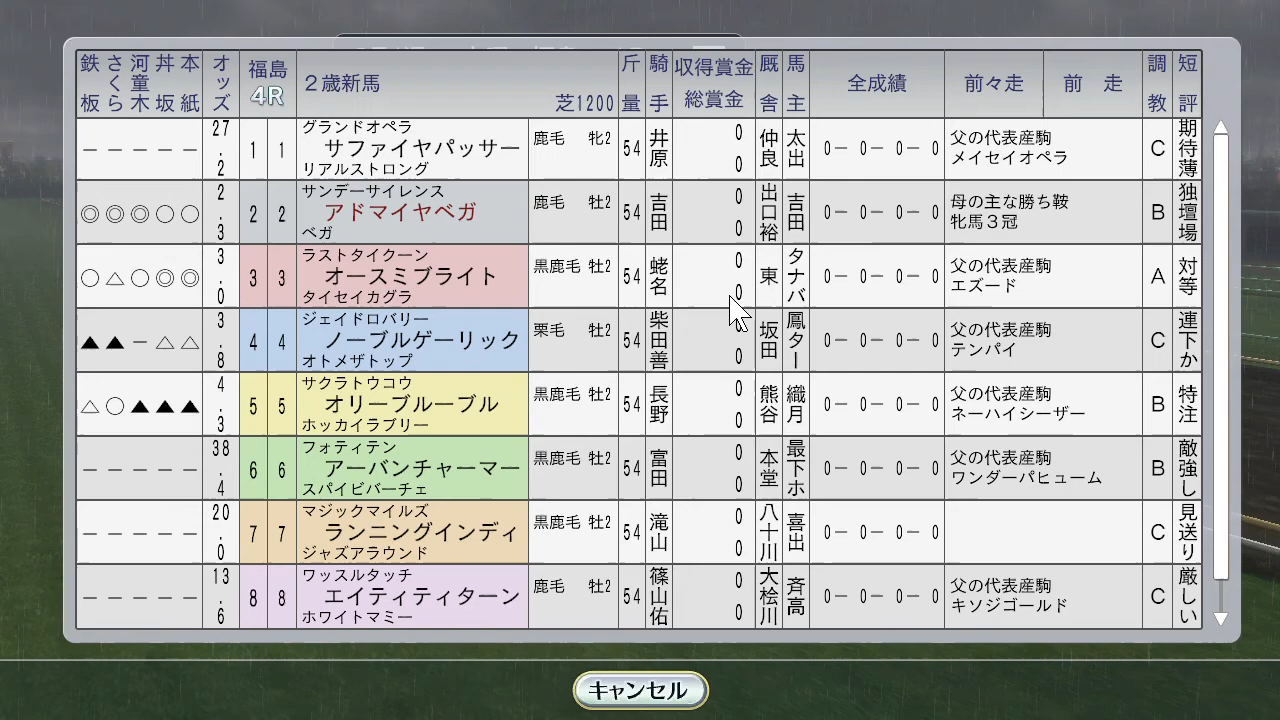 鉄板 さくら 河童木 丼坂 本紙 オッズ 福島4R 2歳新馬 芝1200 斤量 騎手 収得賞金 総賞金 厩舎 馬主 全成績 前々走 前 走 調教 短評
－ － － － － 27.2 1 1 グランドオペラ サファイヤパッサー リアルストロング 鹿毛 牝2 54 井原 0 0 仲良 太出 0－ 0－ 0－ 0 父の代表産駒 メイセイオペラ C 期待薄
◎ ◎ ◎ ○ ○ 2.3 2 2 サンデーサイレンス アドマイヤベガ ベガ 鹿毛 牡2 54 吉田 0 0 出口裕 吉田 0－ 0－ 0－ 0 母の主な勝ち鞍 牝馬3冠 B 独壇場
○ △ ○ ◎ ◎ 3.0 3 3 ラストタイクーン オースミブライト タイセイカグラ 黒鹿毛 牡2 54 蛯名 0 0 東 タナバ 0－ 0－ 0－ 0 父の代表産駒 エズード A 対等
▲ ▲ － △ △ 3.8 4 4 ジェイドロバリー ノーブルゲーリック オトメザトップ 栗毛 牡2 54 柴田善 0 0 坂田 鳳ター 0－ 0－ 0－ 0 父の代表産駒 テンパイ C 連下か
△ ○ ▲ ▲ ▲ 4.3 5 5 サクラトウコウ オリーブルーブル ホッカイラブリー 黒鹿毛 牡2 54 長野 0 0 熊谷 織月 0－ 0－ 0－ 0 父の代表産駒 ネーハイシーザー B 特注
－ － － － － 38.4 6 6 フォティテン アーバンチャーマー スパイビバーチェ 黒鹿毛 牡2 54 富田 0 0 本堂 最下ホ 0－ 0－ 0－ 0 父の代表産駒 ワンダーパヒューム B 敵強し
－ － － － － 20.0 7 7 マジックマイルズ ランニングインディ ジャズアラウンド 黒鹿毛 牡2 54 滝山 0 0 八十川 喜出 0－ 0－ 0－ 0 C 見送り
－ － － － － 13.6 8 8 ワッスルタッチ エイティティターン ホワイトマミー 鹿毛 牡2 54 篠山佑 0 0 大桧川 斉高 0－ 0－ 0－ 0 父の代表産駒 キソジゴールド C 厳しい
キャンセル